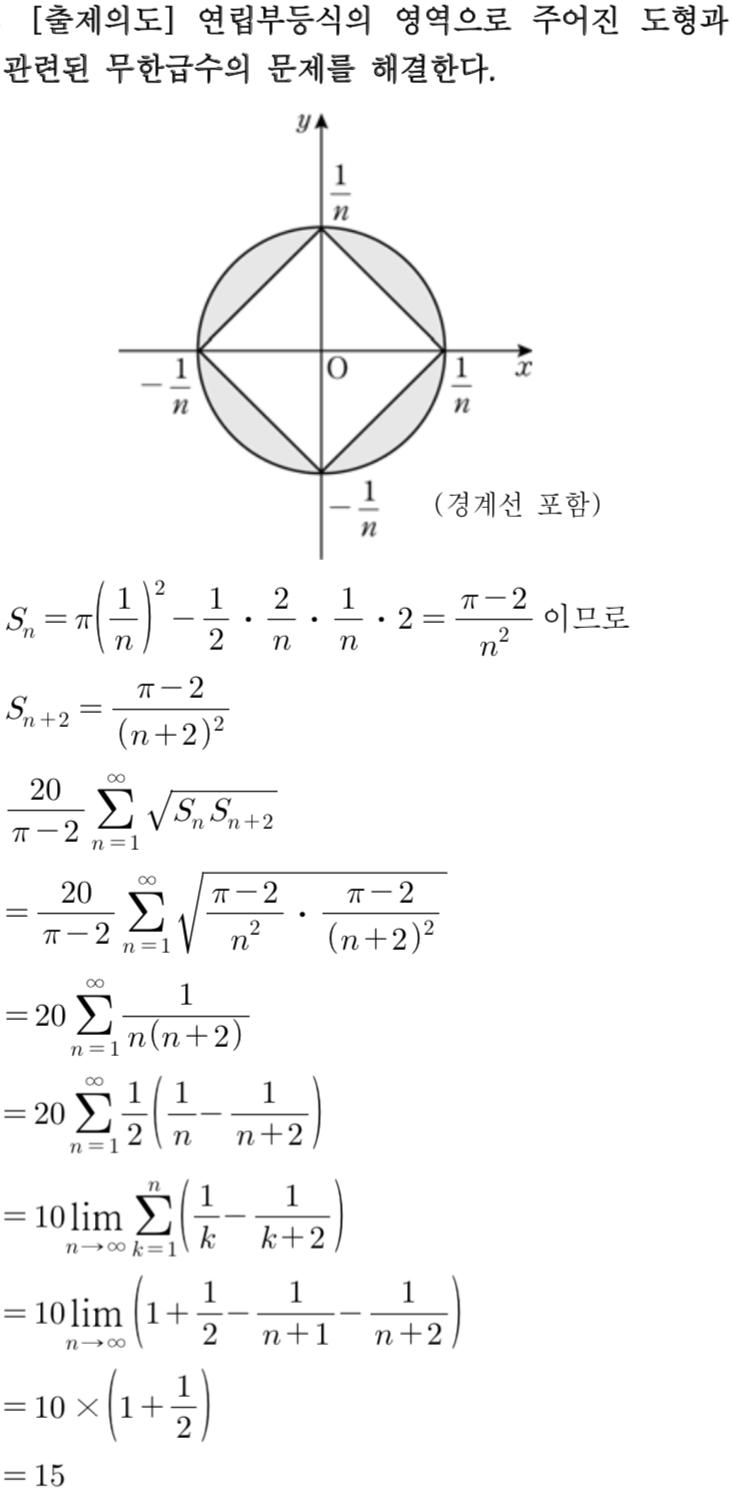 [출제의도] 연립부등식의 영역으로 주어진 도형과
관련된 무한급수의 문제를 해결한다.
y
1/n
O
x
-1/n
1/n
-1/n
(경계선 포함)
S_n = π(1/n)^2 - 1/2 · 2/n · 1/n · 2 = (π-2)/n^2 이므로
S_{n+2} = (π-2)/(n+2)^2
20/(π-2) ∑_{n=1}^{∞} √(S_n S_{n+2})
= 20/(π-2) ∑_{n=1}^{∞} √((π-2)/n^2 · (π-2)/(n+2)^2)
= 20 ∑_{n=1}^{∞} 1/(n(n+2))
= 20 ∑_{n=1}^{∞} 1/2 (1/n - 1/(n+2))
= 10 lim_{n→∞} ∑_{k=1}^{n} (1/k - 1/(k+2))
= 10 lim_{n→∞} (1 + 1/2 - 1/(n+1) - 1/(n+2))
= 10 × (1 + 1/2)
= 15